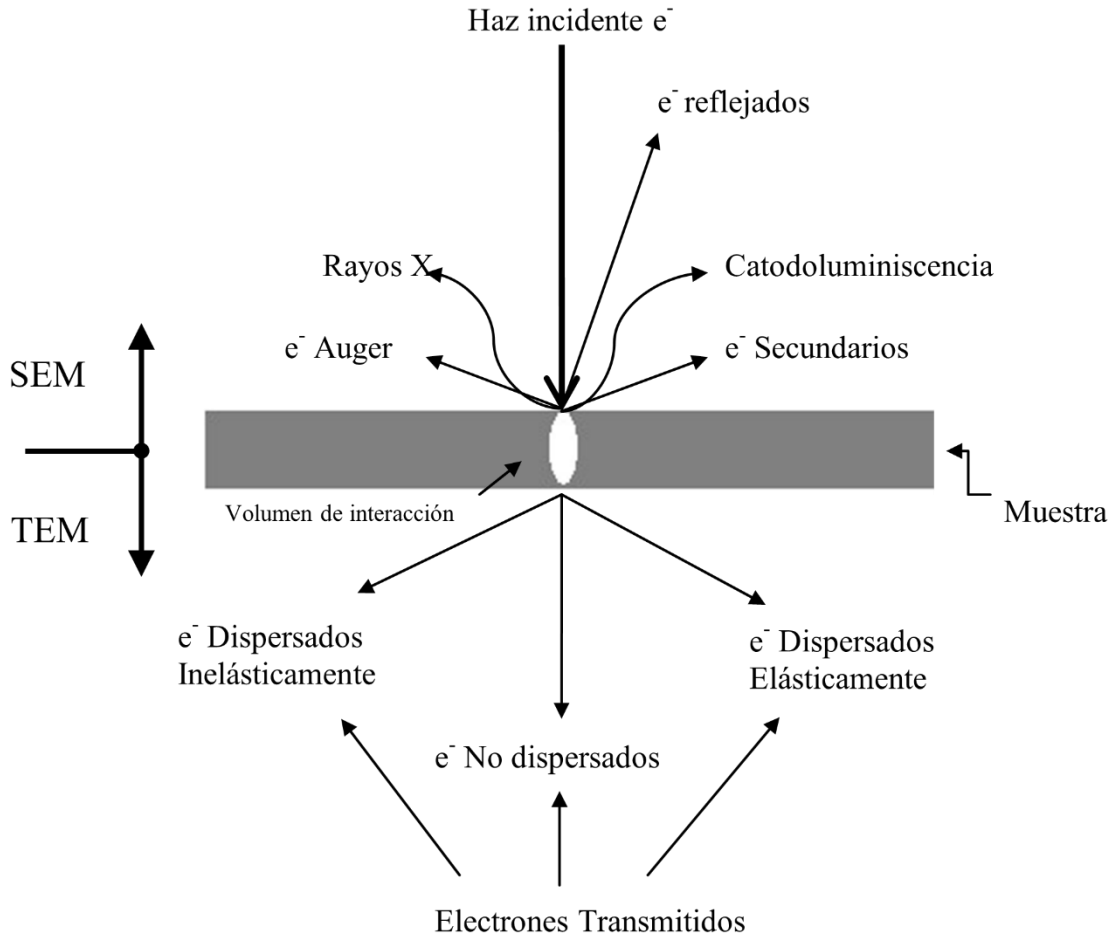 Haz incidente e⁻
e⁻ reflejados
Rayos X
Catodoluminiscencia
e⁻ Auger
e⁻ Secundarios
SEM
TEM
Volumen de interacción
Muestra
e⁻ Dispersados
Inelásticamente
e⁻ Dispersados
Elásticamente
e⁻ No dispersados
Electrones Transmitidos